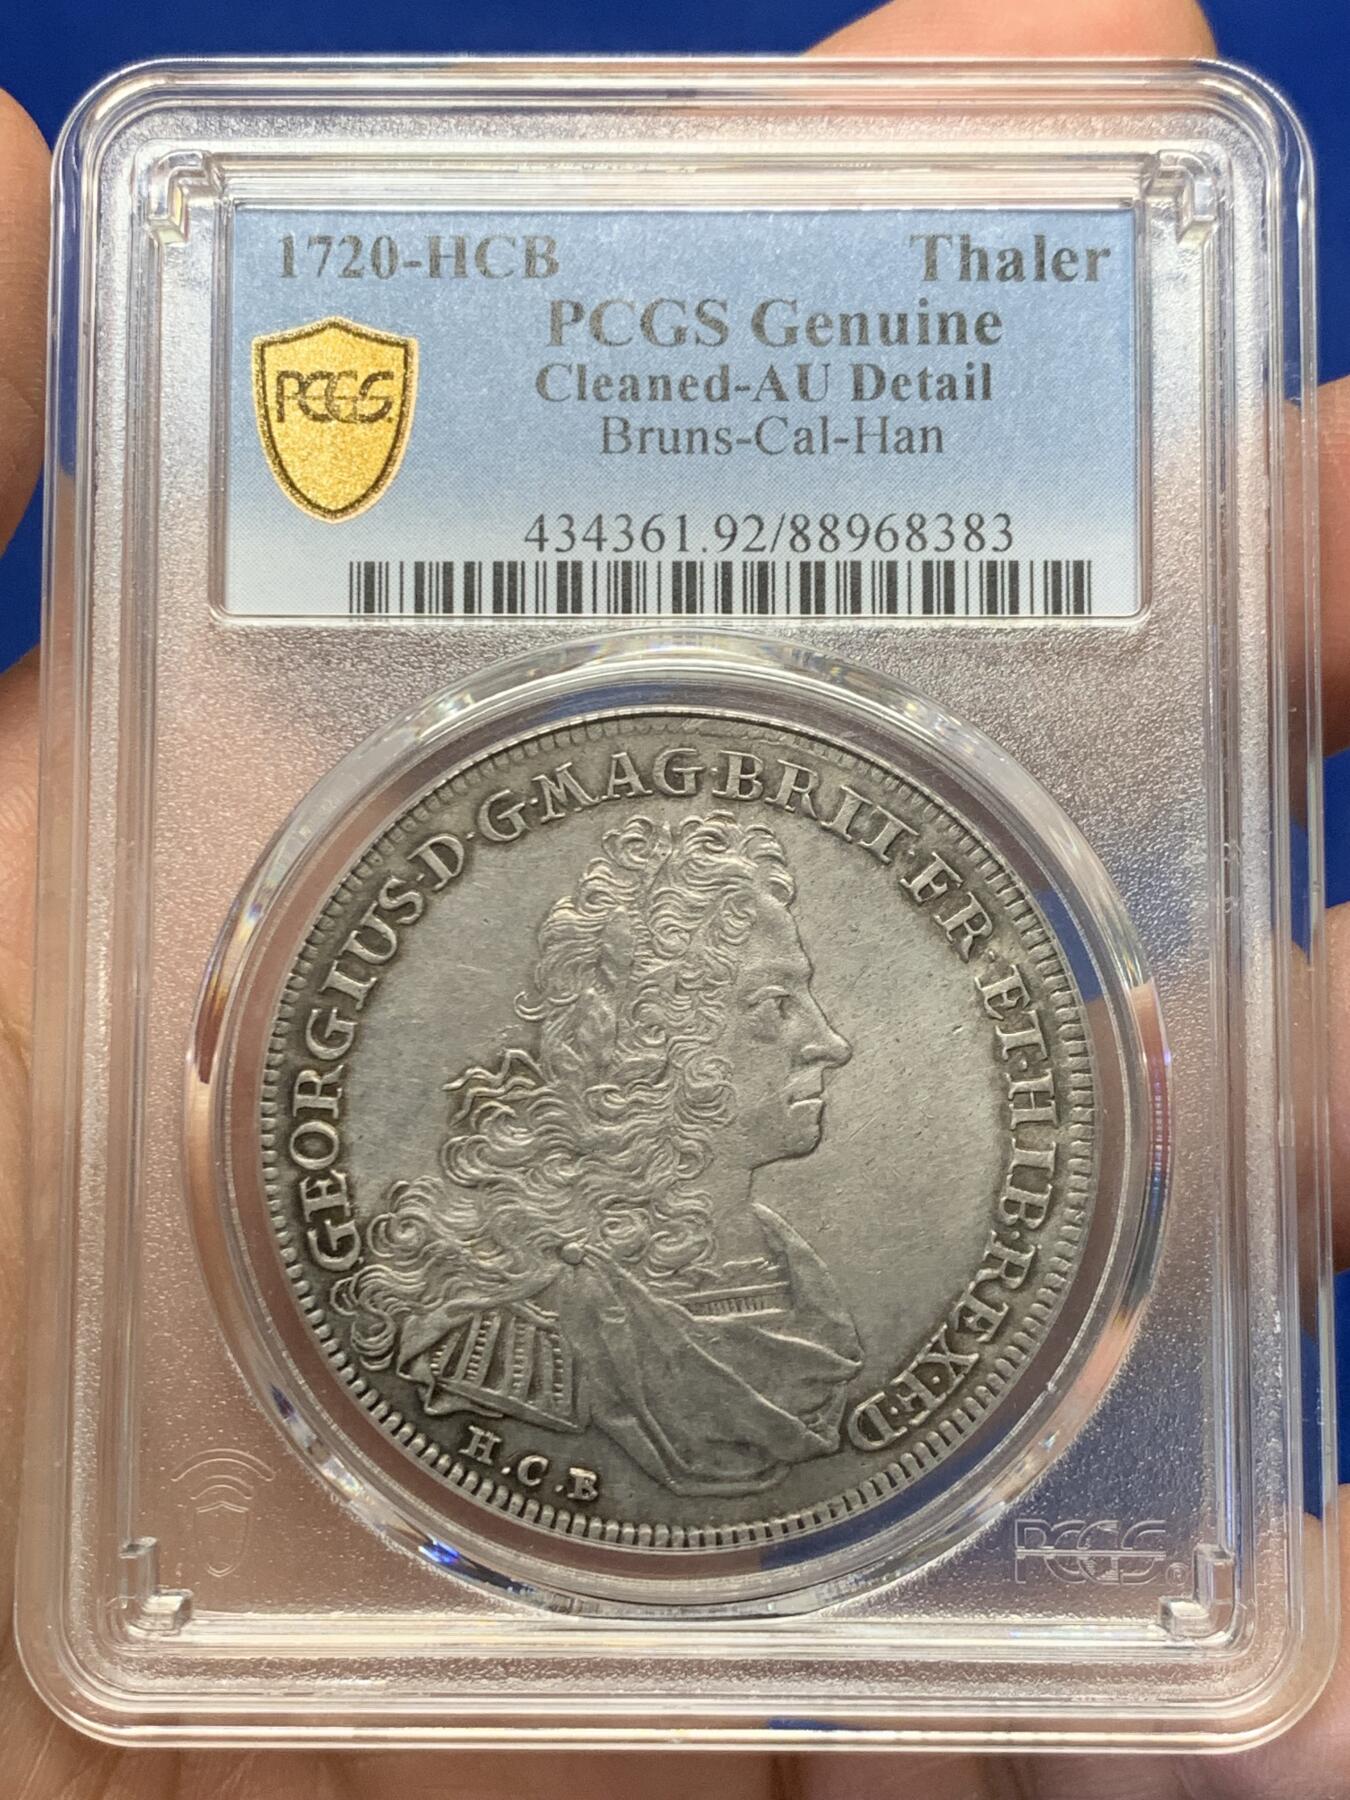 1720-HCB Thaler
PCGS Genuine
Cleaned-AU Detail
Bruns-Cal-Han
434361.92/88968383
PCGS
GEORGIUS·D·G·MAG·BRIT·FR·ET·HIB·REX·F·D·
H.C.B
PCGS